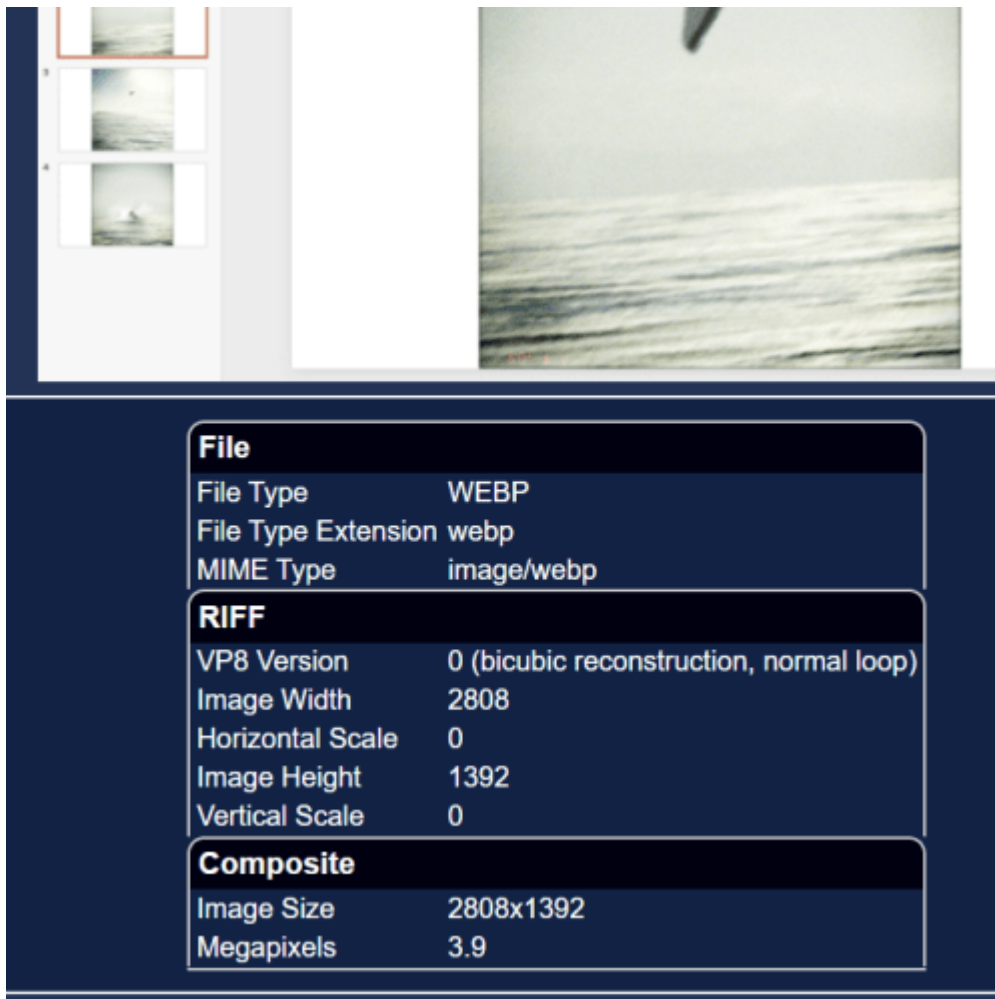 3
4
File
File Type WEBP
File Type Extension webp
MIME Type image/webp
RIFF
VP8 Version 0 (bicubic reconstruction, normal loop)
Image Width 2808
Horizontal Scale 0
Image Height 1392
Vertical Scale 0
Composite
Image Size 2808x1392
Megapixels 3.9